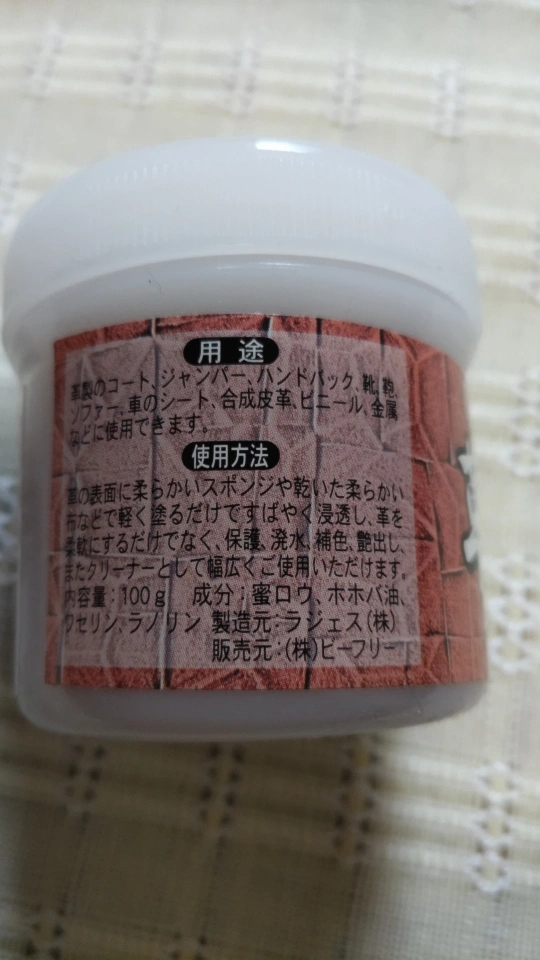 用途
革製のコート、ジャンパー、ハンドバック、靴、鞄、
ソファー、車のシート、合成皮革、ビニール、金属
などに使用できます。
使用方法
革の表面に柔らかいスポンジや乾いた柔らかい
布などで軽く塗るだけですばやく浸透し、革を
柔軟にするだけでなく、保護、溌水、補色、艶出し、
またクリーナーとして幅広くご使用いただけます。
内容量：100g 成分：蜜ロウ、ホホバ油、
ワセリン、ラノリン 製造元：ラジェス(株)
販売元：(株)ビーフリー